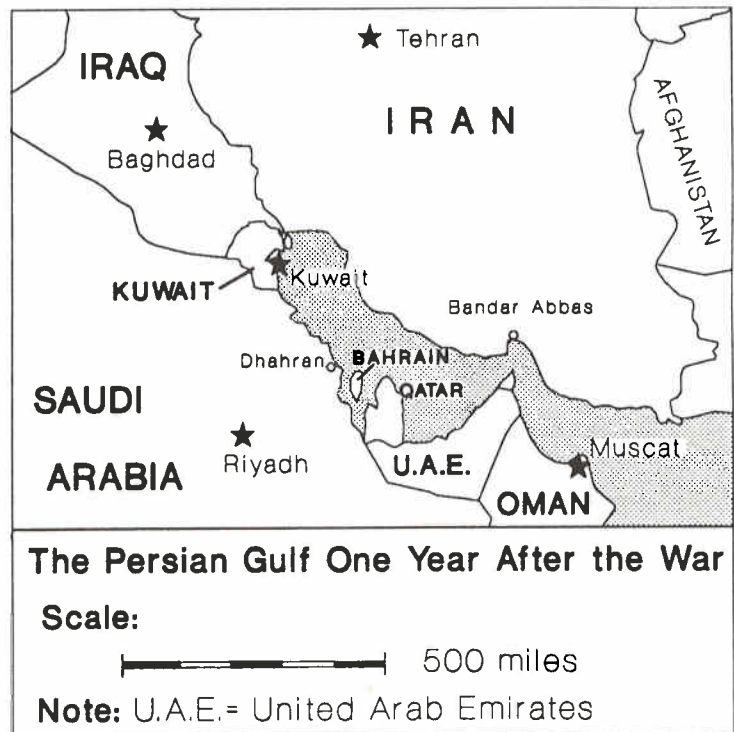 Tehran
IRAQ
IRAN
Baghdad
AFGHANISTAN
KUWAIT
Kuwait
Bandar Abbas
Dhahran
BAHRAIN
QATAR
SAUDI
ARABIA
Riyadh
U.A.E.
Muscat
OMAN
The Persian Gulf One Year After the War
Scale:
500 miles
Note: U.A.E.= United Arab Emirates